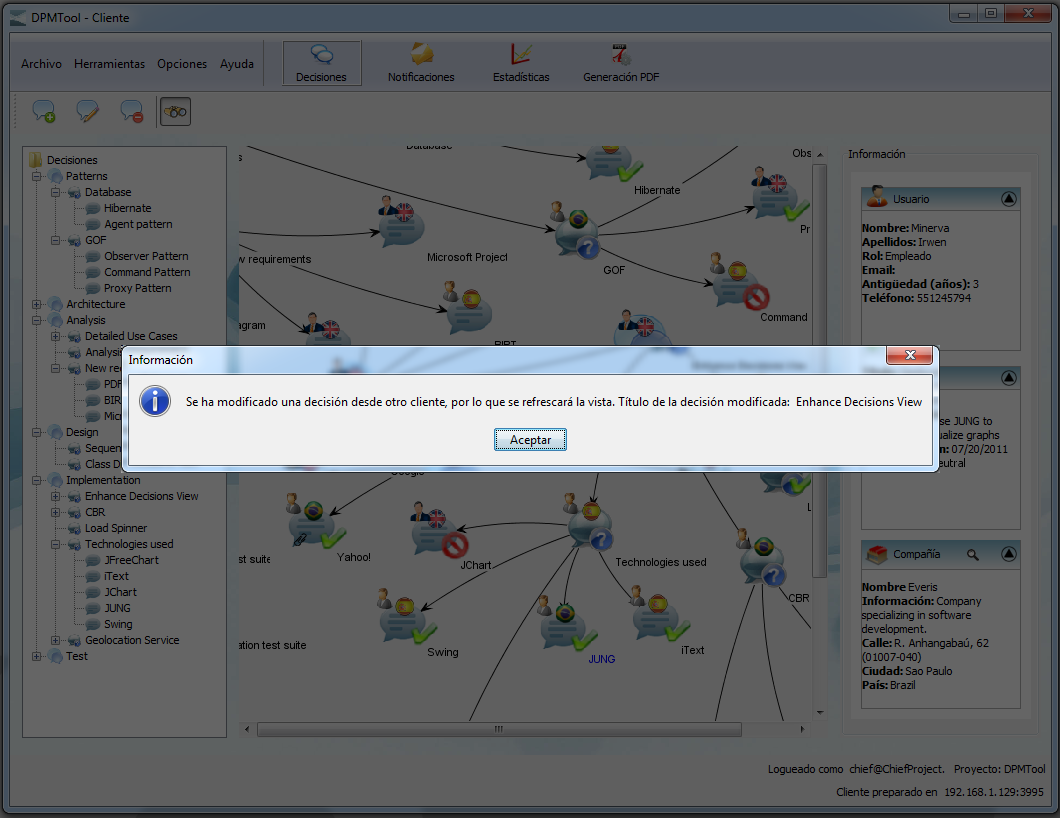 DPMTool - Cliente
Archivo Herramientas Opciones Ayuda
Decisiones
Notificaciones
Estadísticas
Generación PDF
Decisiones
Patterns
Database
Hibernate
Agent pattern
GOF
Observer Pattern
Command Pattern
Proxy Pattern
Architecture
Analysis
Detailed Use Cases
Analysi
New re
PDF
BIR
Mic
Design
Sequen
Class D
Implementation
Enhance Decisions View
CBR
Load Spinner
Technologies used
JFreeChart
iText
JChart
JUNG
Swing
Geolocation Service
Test
Database
Obs
Hibernate
Pr
w requirements
Microsoft Project
GOF
agram
BIRT
Command
Información
Se ha modificado una decisión desde otro cliente, por lo que se refrescará la vista. Título de la decisión modificada: Enhance Decisions View
Aceptar
Google
Yahoo!
st suite
JChart
Technologies used
CBR
ation test suite
Swing
JUNG
iText
Información
Usuario
Nombre: Minerva
Apellidos: Irwen
Rol: Empleado
Email:
Antigüedad (años): 3
Teléfono: 551245794
se JUNG to
ualize graphs
n: 07/20/2011
eutral
Compañía
Nombre Everis
Información: Company
specializing in software
development.
Calle: R. Anhangabaú, 62
(01007-040)
Ciudad: Sao Paulo
País: Brazil
Logueado como chief@ChiefProject. Proyecto: DPMTool
Cliente preparado en 192.168.1.129:3995